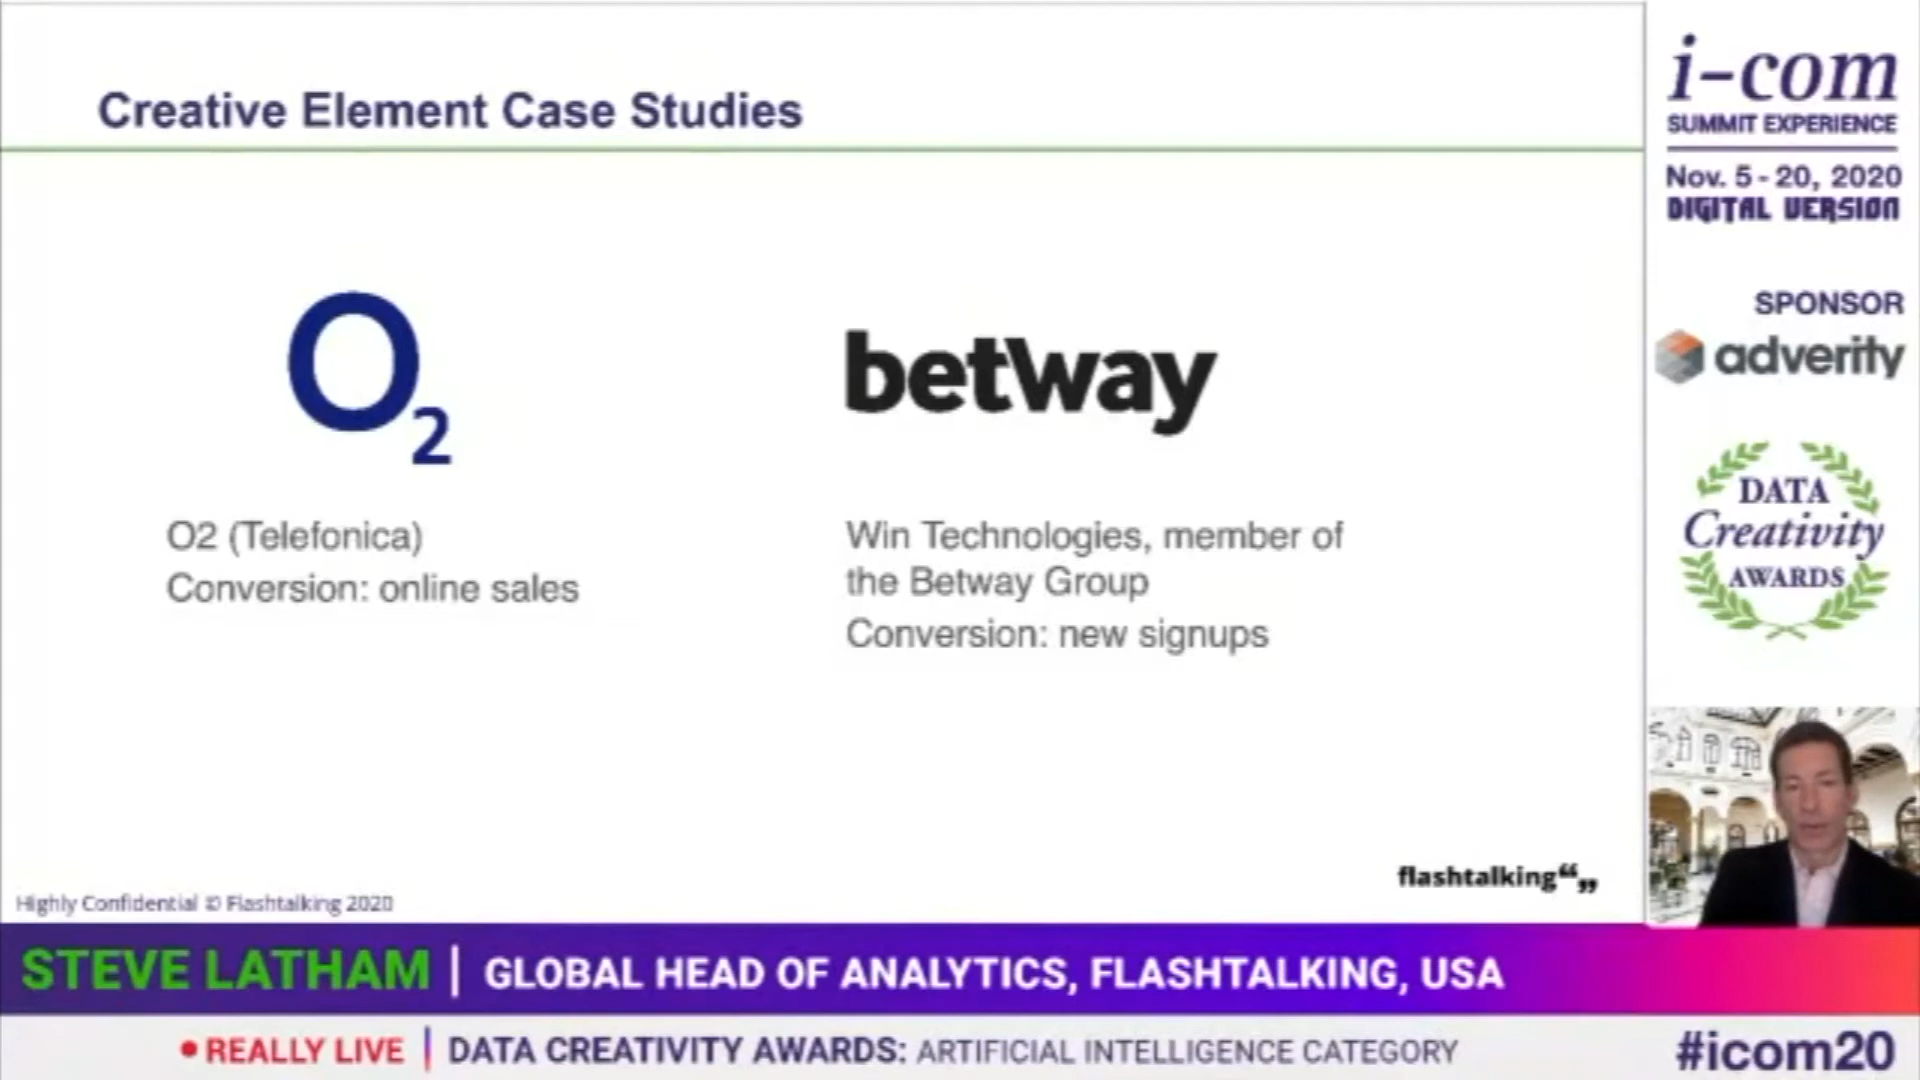 Creative Element Case Studies
O2
betway
O2 (Telefonica)
Conversion: online sales
Win Technologies, member of
the Betway Group
Conversion: new signups
flashtalking“„
Highly Confidential © Flashtalking 2020
i-com
SUMMIT EXPERIENCE
Nov. 5 - 20, 2020
DIGITAL VERSION
SPONSOR
adverity
DATA
Creativity
AWARDS
STEVE LATHAM | GLOBAL HEAD OF ANALYTICS, FLASHTALKING, USA
REALLY LIVE | DATA CREATIVITY AWARDS: ARTIFICIAL INTELLIGENCE CATEGORY
#icom20